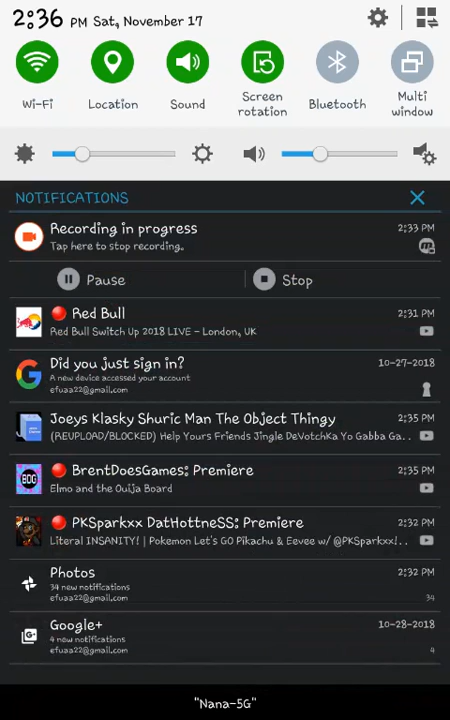 2:36 PM Sat, November 17
Wi-Fi
Location
Sound
Screen rotation
Bluetooth
Multi window
NOTIFICATIONS
Recording in progress 2:33 PM
Tap here to stop recording.
Pause Stop
Red Bull 2:31 PM
Red Bull Switch Up 2018 LIVE - London, UK
Did you just sign in? 10-27-2018
A new device accessed your account
efuaa22@gmail.com
Joeys Klasky Shuric Man The Object Thingy 2:35 PM
(REUPLOAD/BLOCKED) Help Yours Friends Jingle DeVotchKa Yo Gabba Ga..
BDG
BrentDoesGames: Premiere 2:35 PM
Elmo and the Ouija Board
PKSparkxx DatHottneSS: Premiere 2:32 PM
Literal INSANITY! | Pokemon Let's GO Pikachu & Eevee w/ @PKSparkxx!..
Photos 2:32 PM
34 new notifications
efuaa22@gmail.com 34
Google+ 10-28-2018
4 new notifications
efuaa22@gmail.com 4
"Nana-5G"